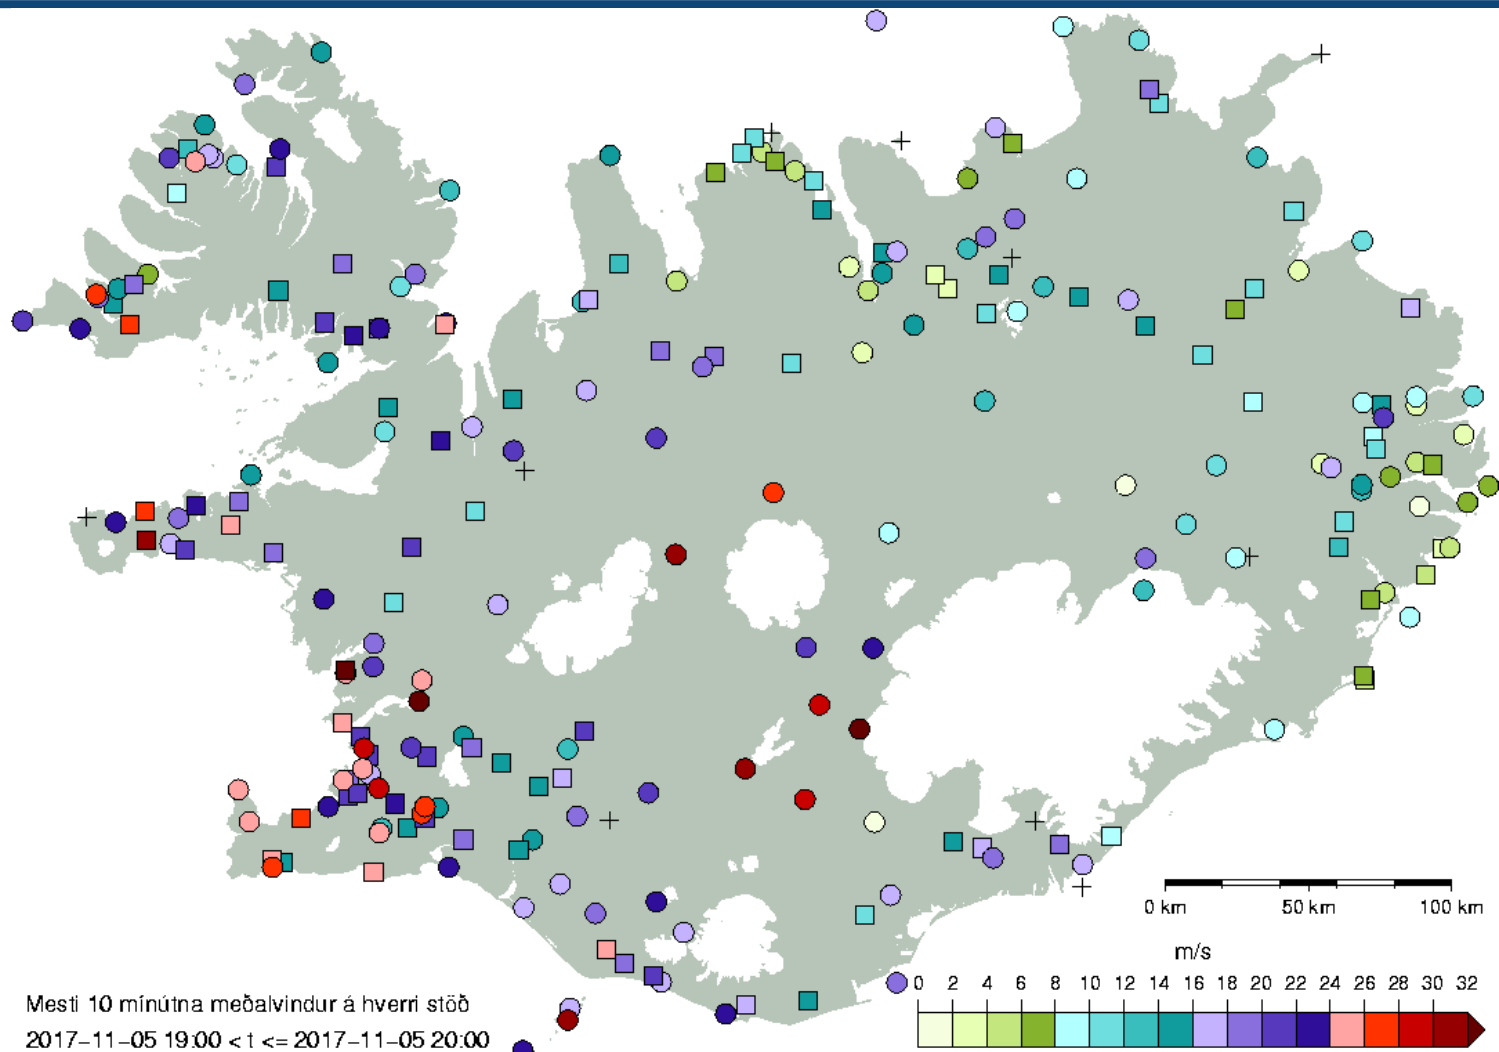 0 km 50 km 100 km
m/s
0 2 4 6 8 10 12 14 16 18 20 22 24 26 28 30 32
Mesti 10 mínútna meðalvindur á hverri stöð
2017-11-05 19:00 < t <= 2017-11-05 20:00